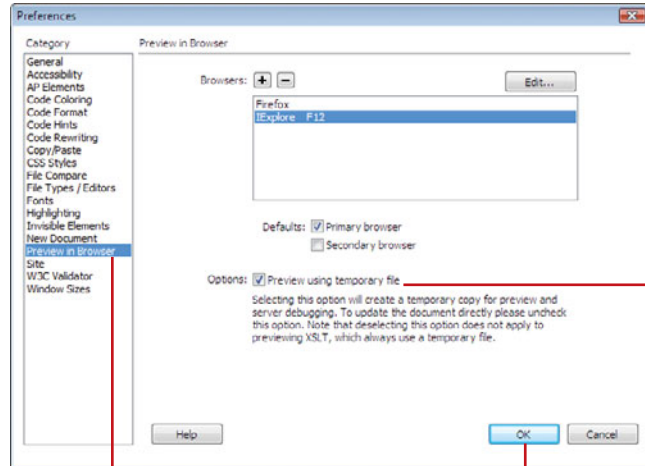 Preferences
Category
Preview in Browser
General
Accessibility
AP Elements
Code Coloring
Code Format
Code Hints
Code Rewriting
Copy/Paste
CSS Styles
File Compare
File Types / Editors
Fonts
Highlighting
Invisible Elements
New Document
Preview in Browser
Site
W3C Validator
Window Sizes
Browsers: + −
Edit...
Firefox
IExplore F12
Defaults: Primary browser
Secondary browser
Options: Preview using temporary file
Selecting this option will create a temporary copy for preview and
server debugging. To update the document directly please uncheck
this option. Note that deselecting this option does not apply to
previewing XSLT, which always use a temporary file.
Help
OK
Cancel